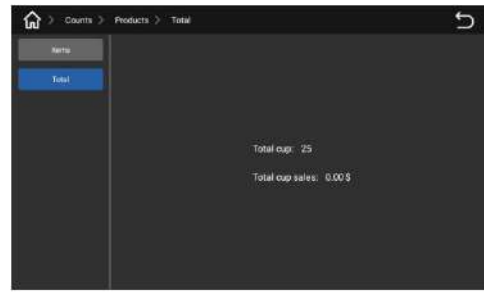 Counts > Products > Total
Items
Total
Total cup: 25
Total cup sales: 0.00 $